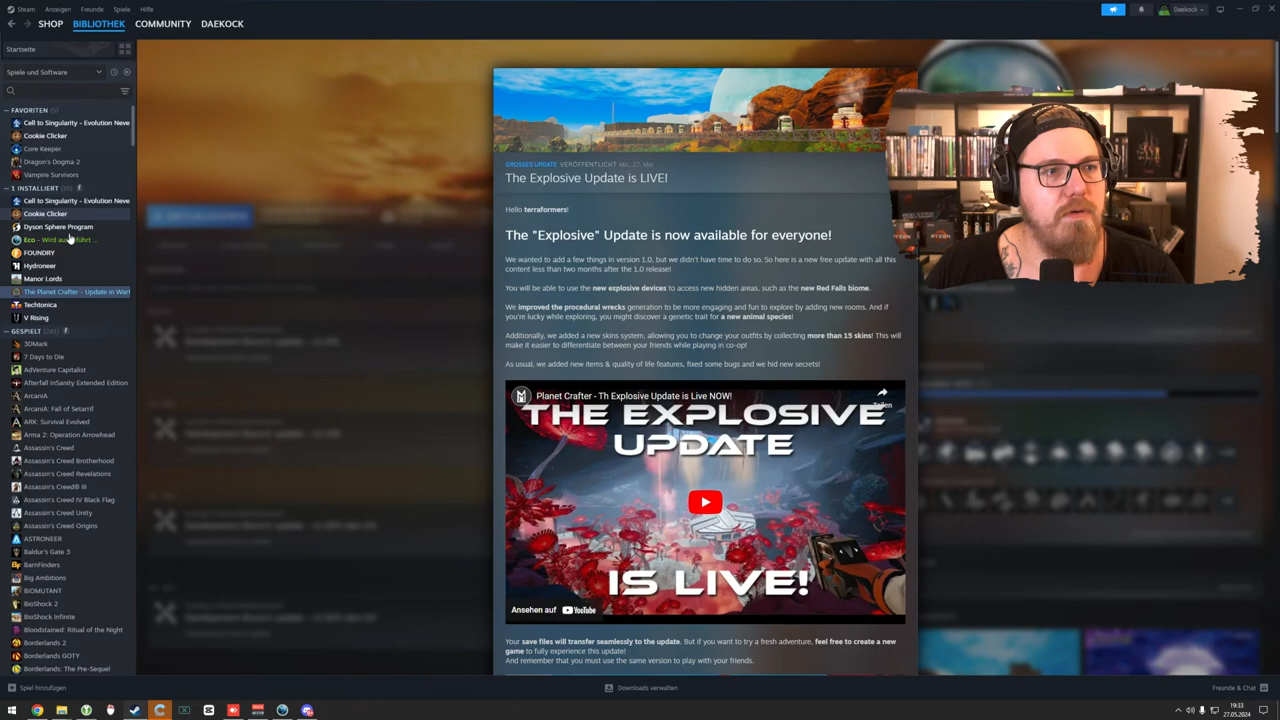 Steam Anzeigen Freunde Spiele Hilfe
Daekock
SHOP BIBLIOTHEK COMMUNITY DAEKOCK
Startseite
Spiele und Software
FAVORITEN
Cell to Singularity - Evolution Neve
Cookie Clicker
Core Keeper
Dragon's Dogma 2
Vampire Survivors
1 INSTALLIERT (10)
Cell to Singularity - Evolution Neve
Cookie Clicker
Dyson Sphere Program
Eco - Wird ausgeführt ...
FOUNDRY
Hydroneer
Manor Lords
The Planet Crafter - Update in Wart
Techtonica
V Rising
GESPIELT (241)
3DMark
7 Days to Die
AdVenture Capitalist
Afterfall InSanity Extended Edition
ArcaniA
ArcaniA: Fall of Setarrif
ARK: Survival Evolved
Arma 2: Operation Arrowhead
Assassin's Creed
Assassin's Creed Brotherhood
Assassin's Creed Revelations
Assassin's Creed® III
Assassin's Creed IV Black Flag
Assassin's Creed Unity
Assassin's Creed Origins
ASTRONEER
Baldur's Gate 3
BarnFinders
Big Ambitions
BIOMUTANT
BioShock 2
BioShock Infinite
Bloodstained: Ritual of the Night
Borderlands 2
Borderlands GOTY
Borderlands: The Pre-Sequel
GROSSES UPDATE VERÖFFENTLICHT Mo., 27. Mai
The Explosive Update is LIVE!
Hello terraformers!
The "Explosive" Update is now available for everyone!
We wanted to add a few things in version 1.0, but we didn't have time to do so. So here is a new free update with all this
content less than two months after the 1.0 release!
You will be able to use the new explosive devices to access new hidden areas, such as the new Red Falls biome.
We improved the procedural wrecks generation to be more engaging and fun to explore by adding new rooms. And if
you're lucky while exploring, you might discover a genetic trait for a new animal species!
Additionally, we added a new skins system, allowing you to change your outfits by collecting more than 15 skins! This will
make it easier to differentiate between your friends while playing in co-op!
As usual, we added new items & quality of life features, fixed some bugs and we hid new secrets!
Planet Crafter - Th Explosive Update is Live NOW!
Teilen
THE EXPLOSIVE
UPDATE
IS LIVE!
Ansehen auf YouTube
Your save files will transfer seamlessly to the update. But if you want to try a fresh adventure, feel free to create a new
game to fully experience this update!
And remember that you must use the same version to play with your friends.
Spiel hinzufügen
Downloads verwalten
Freunde & Chat
19:33
27.05.2024